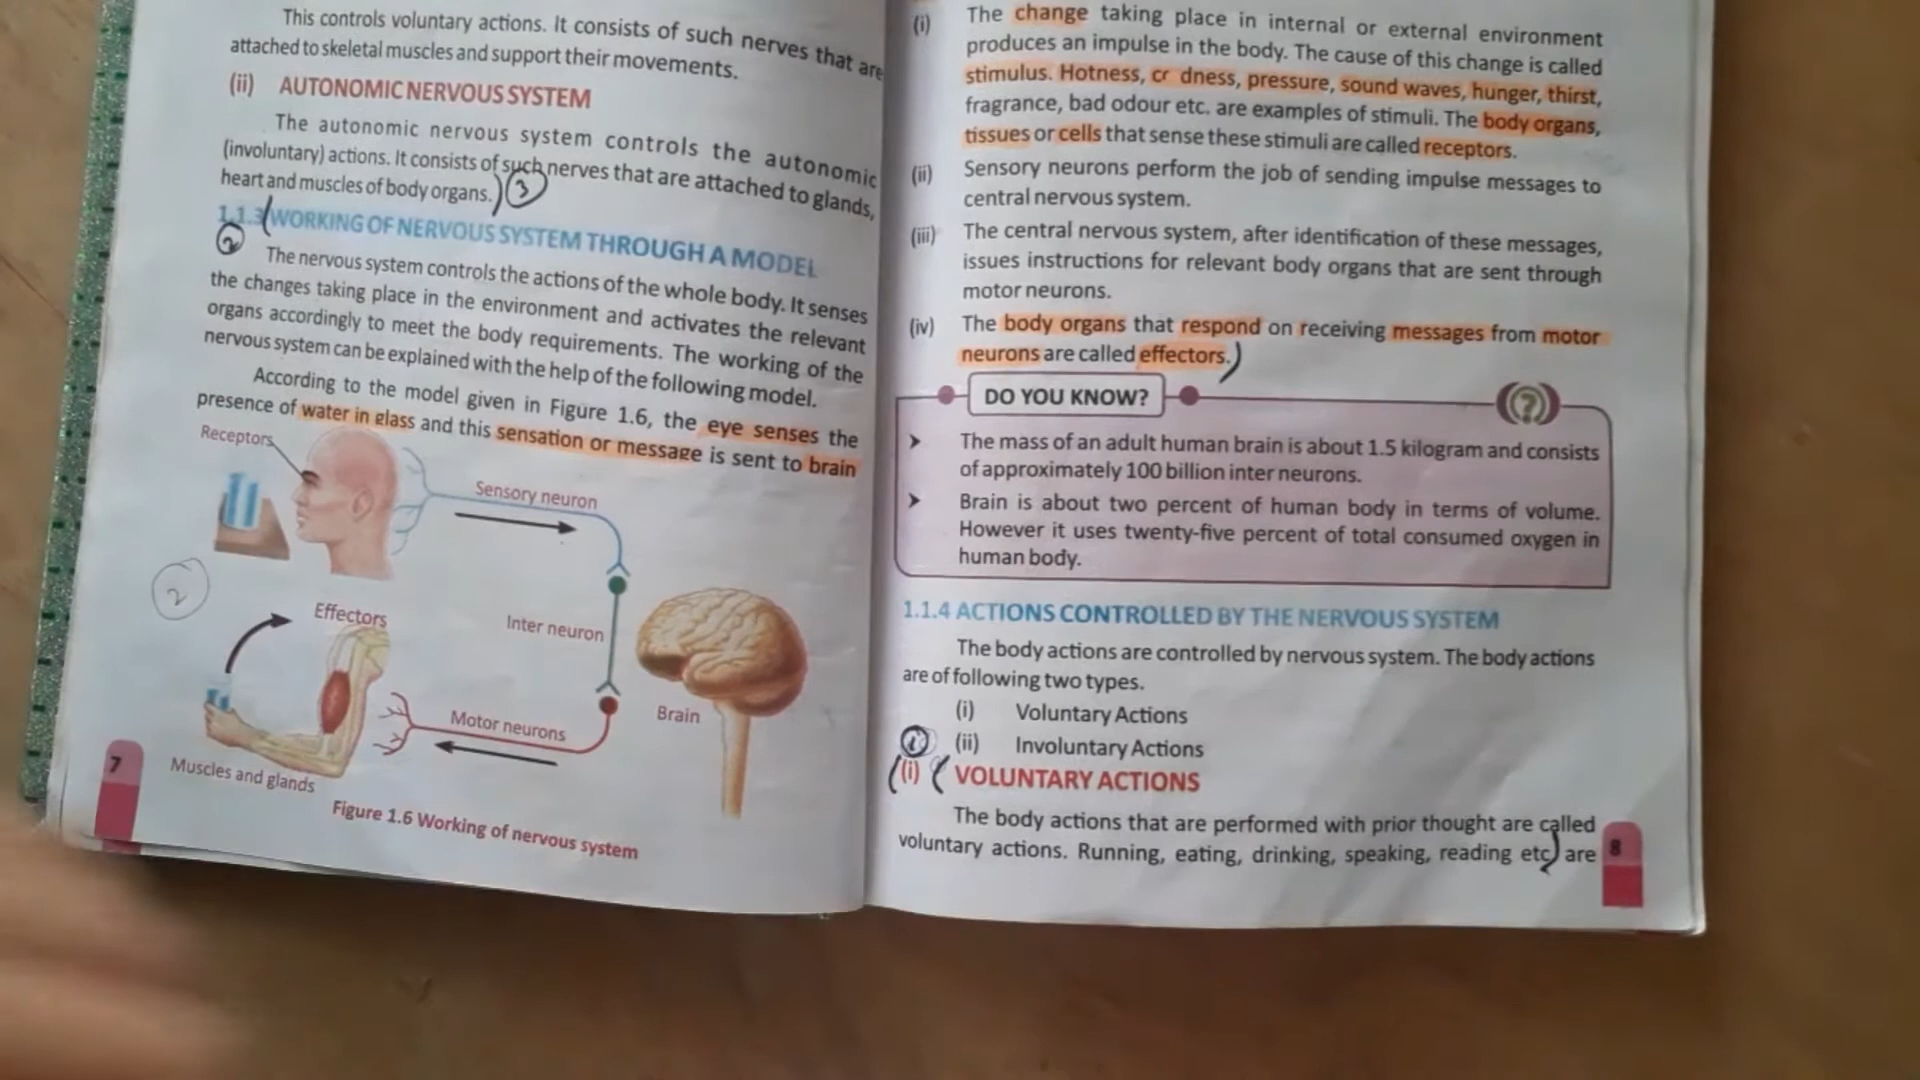 This controls voluntary actions. It consists of such nerves that are
attached to skeletal muscles and support their movements.
(ii) AUTONOMIC NERVOUS SYSTEM
The autonomic nervous system controls the autonomic
(involuntary) actions. It consists of such nerves that are attached to glands,
heart and muscles of body organs.) 3
1.1.3 (WORKING OF NERVOUS SYSTEM THROUGH A MODEL
2
The nervous system controls the actions of the whole body. It senses
the changes taking place in the environment and activates the relevant
organs accordingly to meet the body requirements. The working of the
nervous system can be explained with the help of the following model.
According to the model given in Figure 1.6, the eye senses the
presence of water in glass and this sensation or message is sent to brain
Receptors
Sensory neuron
2
Effectors
Inter neuron
Brain
Motor neurons
Muscles and glands
Figure 1.6 Working of nervous system
7
(i) The change taking place in internal or external environment
produces an impulse in the body. The cause of this change is called
stimulus. Hotness, dness, pressure, sound waves, hunger, thirst,
fragrance, bad odour etc. are examples of stimuli. The body organs,
tissues or cells that sense these stimuli are called receptors.
(ii) Sensory neurons perform the job of sending impulse messages to
central nervous system.
(iii) The central nervous system, after identification of these messages,
issues instructions for relevant body organs that are sent through
motor neurons.
(iv) The body organs that respond on receiving messages from motor
neurons are called effectors.)
DO YOU KNOW?
(?)
➤ The mass of an adult human brain is about 1.5 kilogram and consists
of approximately 100 billion inter neurons.
➤ Brain is about two percent of human body in terms of volume.
However it uses twenty-five percent of total consumed oxygen in
human body.
1.1.4 ACTIONS CONTROLLED BY THE NERVOUS SYSTEM
The body actions are controlled by nervous system. The body actions
are of following two types.
(i) Voluntary Actions
(ii) Involuntary Actions
(i) ( VOLUNTARY ACTIONS
The body actions that are performed with prior thought are called
voluntary actions. Running, eating, drinking, speaking, reading etc) are
8